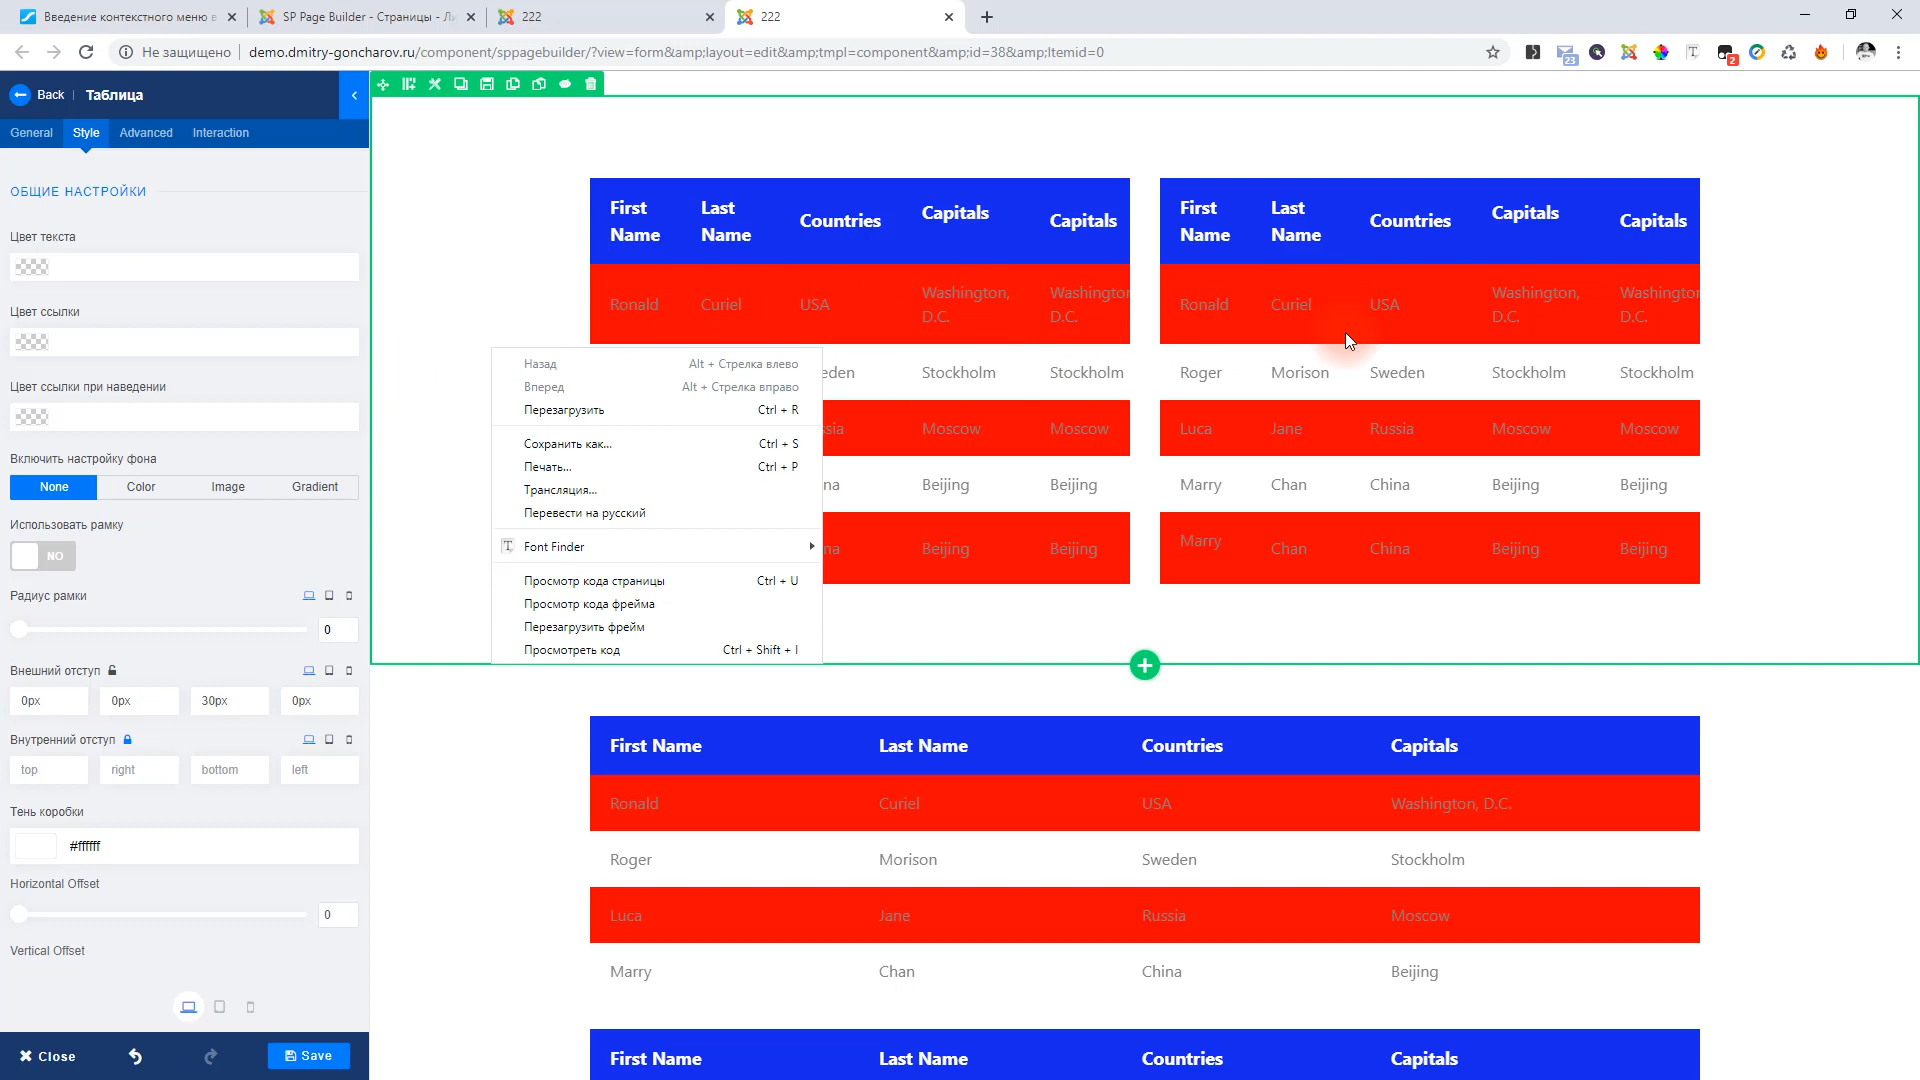 Введение контекстного меню в
SP Page Builder - Страницы - Ли
222
222
Не защищено
demo.dmitry-goncharov.ru/component/sppagebuilder/?view=form&amp;layout=edit&amp;tmpl=component&amp;id=38&amp;Itemid=0
23
2
Back
Таблица
General
Style
Advanced
Interaction
ОБЩИЕ НАСТРОЙКИ
Цвет текста
Цвет ссылки
Цвет ссылки при наведении
Включить настройку фона
None
Color
Image
Gradient
Использовать рамку
NO
Радиус рамки
0
Внешний отступ
0px
0px
30px
0px
Внутренний отступ
top
right
bottom
left
Тень коробки
#ffffff
Horizontal Offset
0
Vertical Offset
Close
Save
First Name
Last Name
Countries
Capitals
Capitals
Ronald
Curiel
USA
Washington, D.C.
Washington D.C.
eden
Stockholm
Stockholm
ssia
Moscow
Moscow
na
Beijing
Beijing
na
Beijing
Beijing
Назад
Alt + Стрелка влево
Вперед
Alt + Стрелка вправо
Перезагрузить
Ctrl + R
Сохранить как...
Ctrl + S
Печать...
Ctrl + P
Трансляция...
Перевести на русский
Font Finder
Просмотр кода страницы
Ctrl + U
Просмотр кода фрейма
Перезагрузить фрейм
Просмотреть код
Ctrl + Shift + I
First Name
Last Name
Countries
Capitals
Capitals
Ronald
Curiel
USA
Washington, D.C.
Washington D.C.
Roger
Morison
Sweden
Stockholm
Stockholm
Luca
Jane
Russia
Moscow
Moscow
Marry
Chan
China
Beijing
Beijing
Marry
Chan
China
Beijing
Beijing
First Name
Last Name
Countries
Capitals
Ronald
Curiel
USA
Washington, D.C.
Roger
Morison
Sweden
Stockholm
Luca
Jane
Russia
Moscow
Marry
Chan
China
Beijing
First Name
Last Name
Countries
Capitals